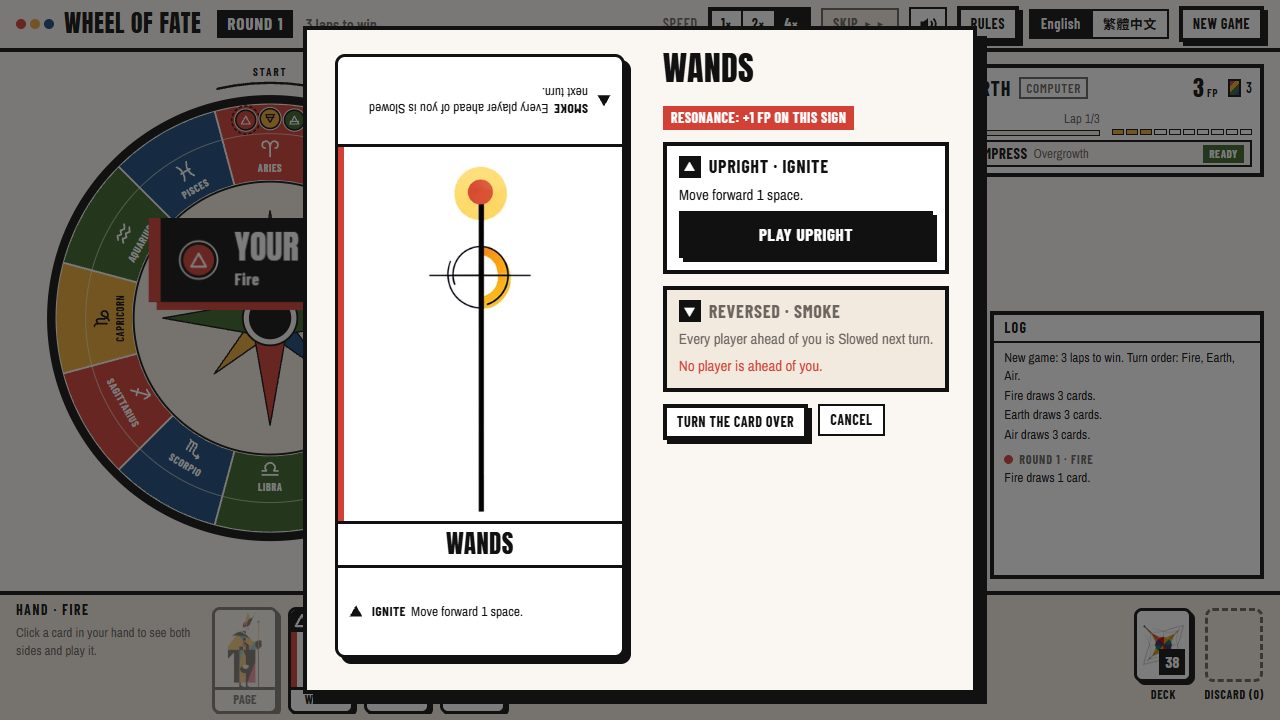 WHEEL OF FATE
ROUND 1
3 laps to win
SPEED
1×
2×
4×
SKIP
RULES
English
繁體中文
NEW GAME
START
ARIES
PISCES
AQUARIUS
CAPRICORN
SAGITTARIUS
SCORPIO
LIBRA
YOUR
Fire
SMOKE Every player ahead of you is Slowed
next turn.
WANDS
IGNITE Move forward 1 space.
WANDS
RESONANCE: +1 FP ON THIS SIGN
UPRIGHT · IGNITE
Move forward 1 space.
PLAY UPRIGHT
REVERSED · SMOKE
Every player ahead of you is Slowed next turn.
No player is ahead of you.
TURN THE CARD OVER
CANCEL
RTH
COMPUTER
3 FP
3
Lap 1/3
MPRESS Overgrowth
READY
LOG
New game: 3 laps to win. Turn order: Fire, Earth,
Air.
Fire draws 3 cards.
Earth draws 3 cards.
Air draws 3 cards.
ROUND 1 · FIRE
Fire draws 1 card.
HAND · FIRE
Click a card in your hand to see both
sides and play it.
PAGE
W
38
DECK
DISCARD (0)